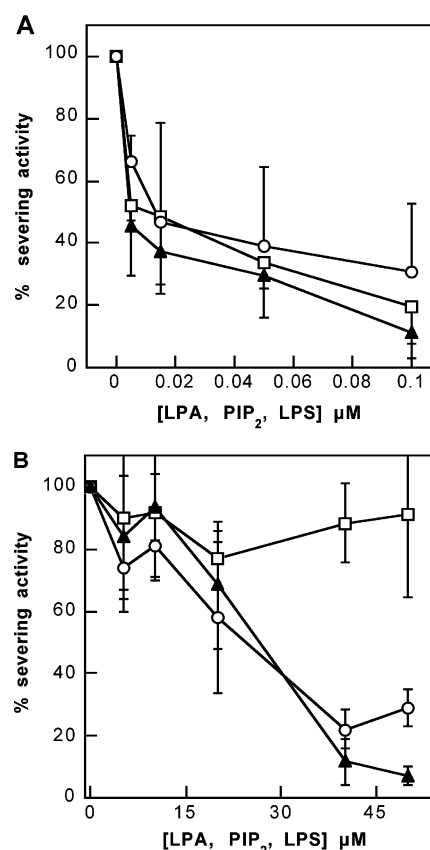 A
100
80
60
40
20
0
% severing activity
0 0.02 0.04 0.06 0.08 0.1
[LPA, PIP2, LPS] µM
B
100
80
60
40
20
0
% severing activity
0 15 30 45
[LPA, PIP2, LPS] µM